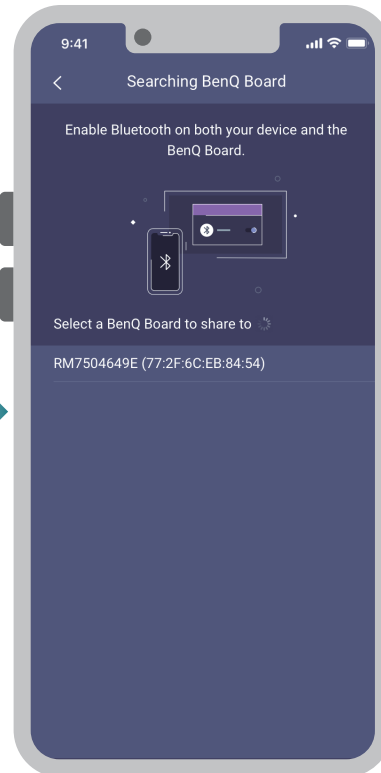 9:41
Searching BenQ Board
Enable Bluetooth on both your device and the
BenQ Board.
Select a BenQ Board to share to
RM7504649E (77:2F:6C:EB:84:54)